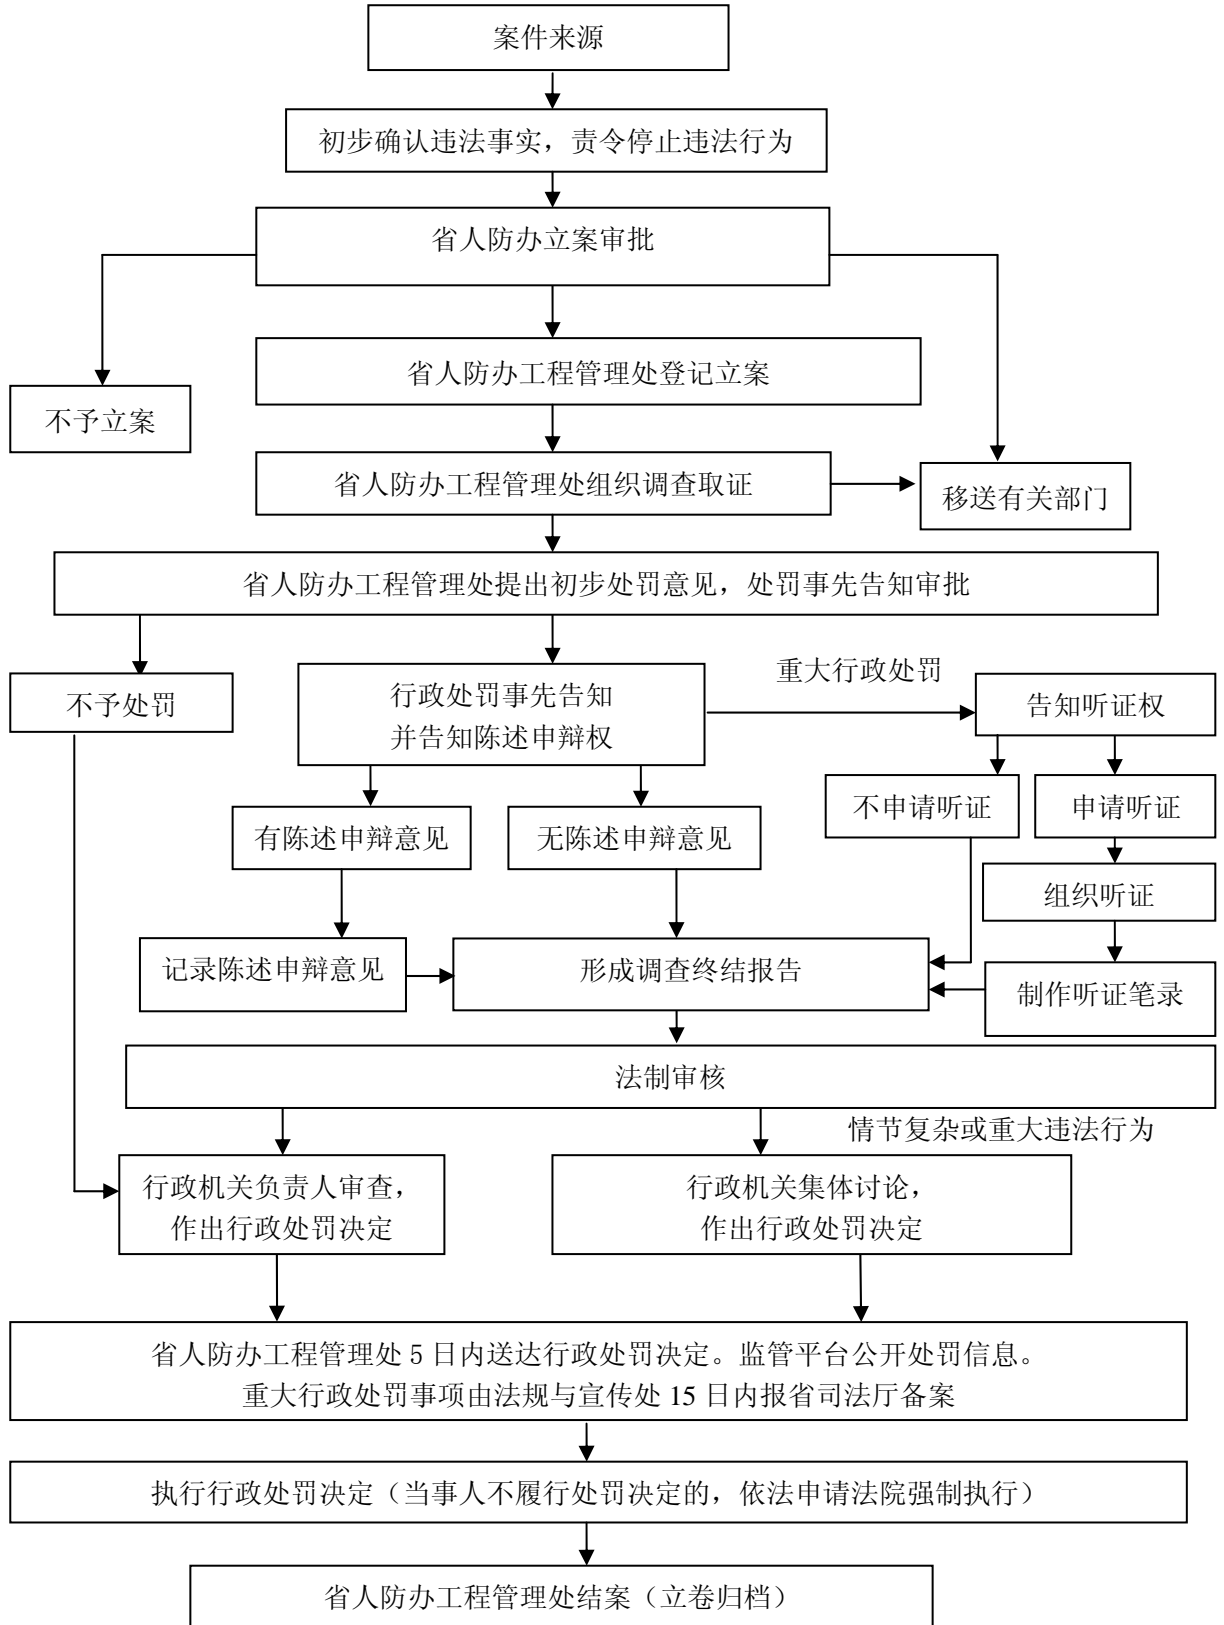 案件来源
初步确认违法事实，责令停止违法行为
省人防办立案审批
省人防办工程管理处登记立案
不予立案
省人防办工程管理处组织调查取证
移送有关部门
省人防办工程管理处提出初步处罚意见，处罚事先告知审批
不予处罚
行政处罚事先告知
并告知陈述申辩权
重大行政处罚
告知听证权
有陈述申辩意见
无陈述申辩意见
不申请听证
申请听证
组织听证
记录陈述申辩意见
形成调查终结报告
制作听证笔录
法制审核
情节复杂或重大违法行为
行政机关负责人审查，
作出行政处罚决定
行政机关集体讨论，
作出行政处罚决定
省人防办工程管理处 5 日内送达行政处罚决定。监管平台公开处罚信息。
重大行政处罚事项由法规与宣传处 15 日内报省司法厅备案
执行行政处罚决定（当事人不履行处罚决定的，依法申请法院强制执行）
省人防办工程管理处结案（立卷归档）